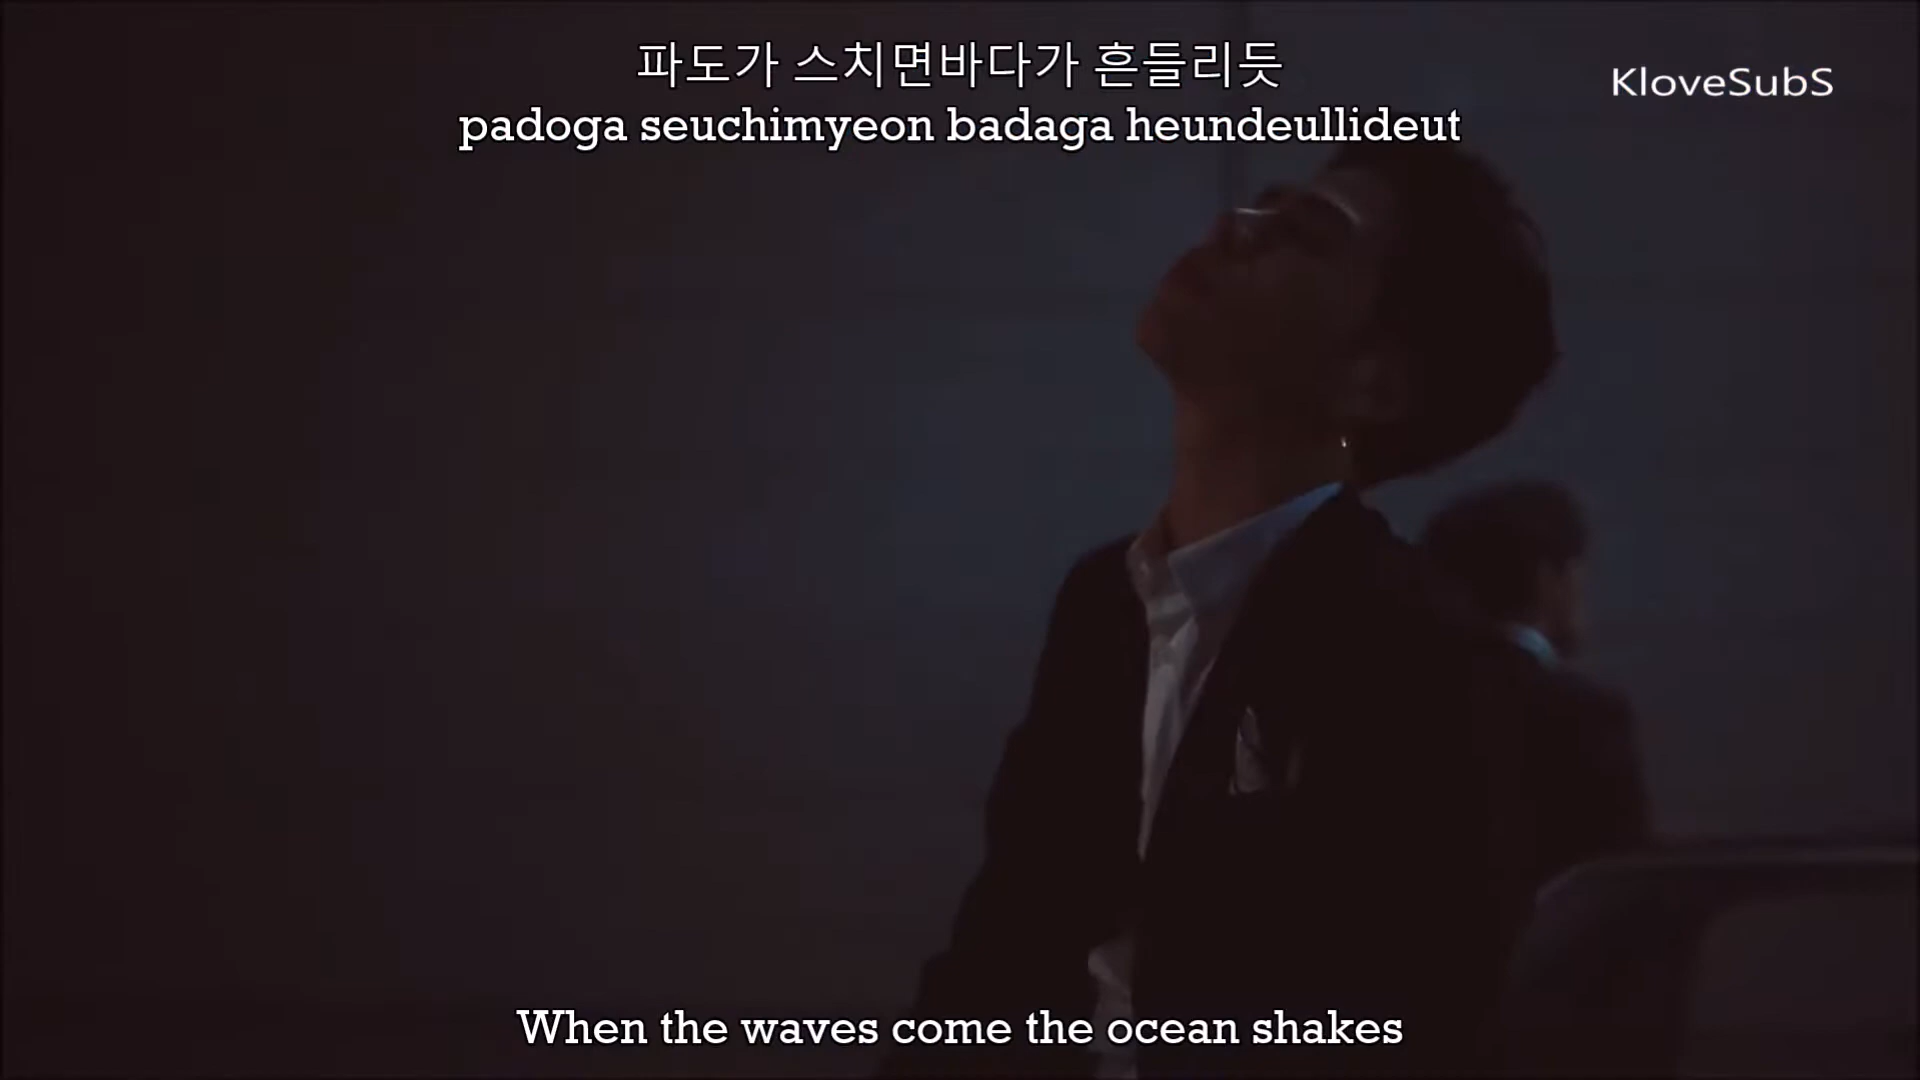 파도가 스치면바다가 흔들리듯
KloveSubS
padoga seuchimyeon badaga heundeullideut
When the waves come the ocean shakes